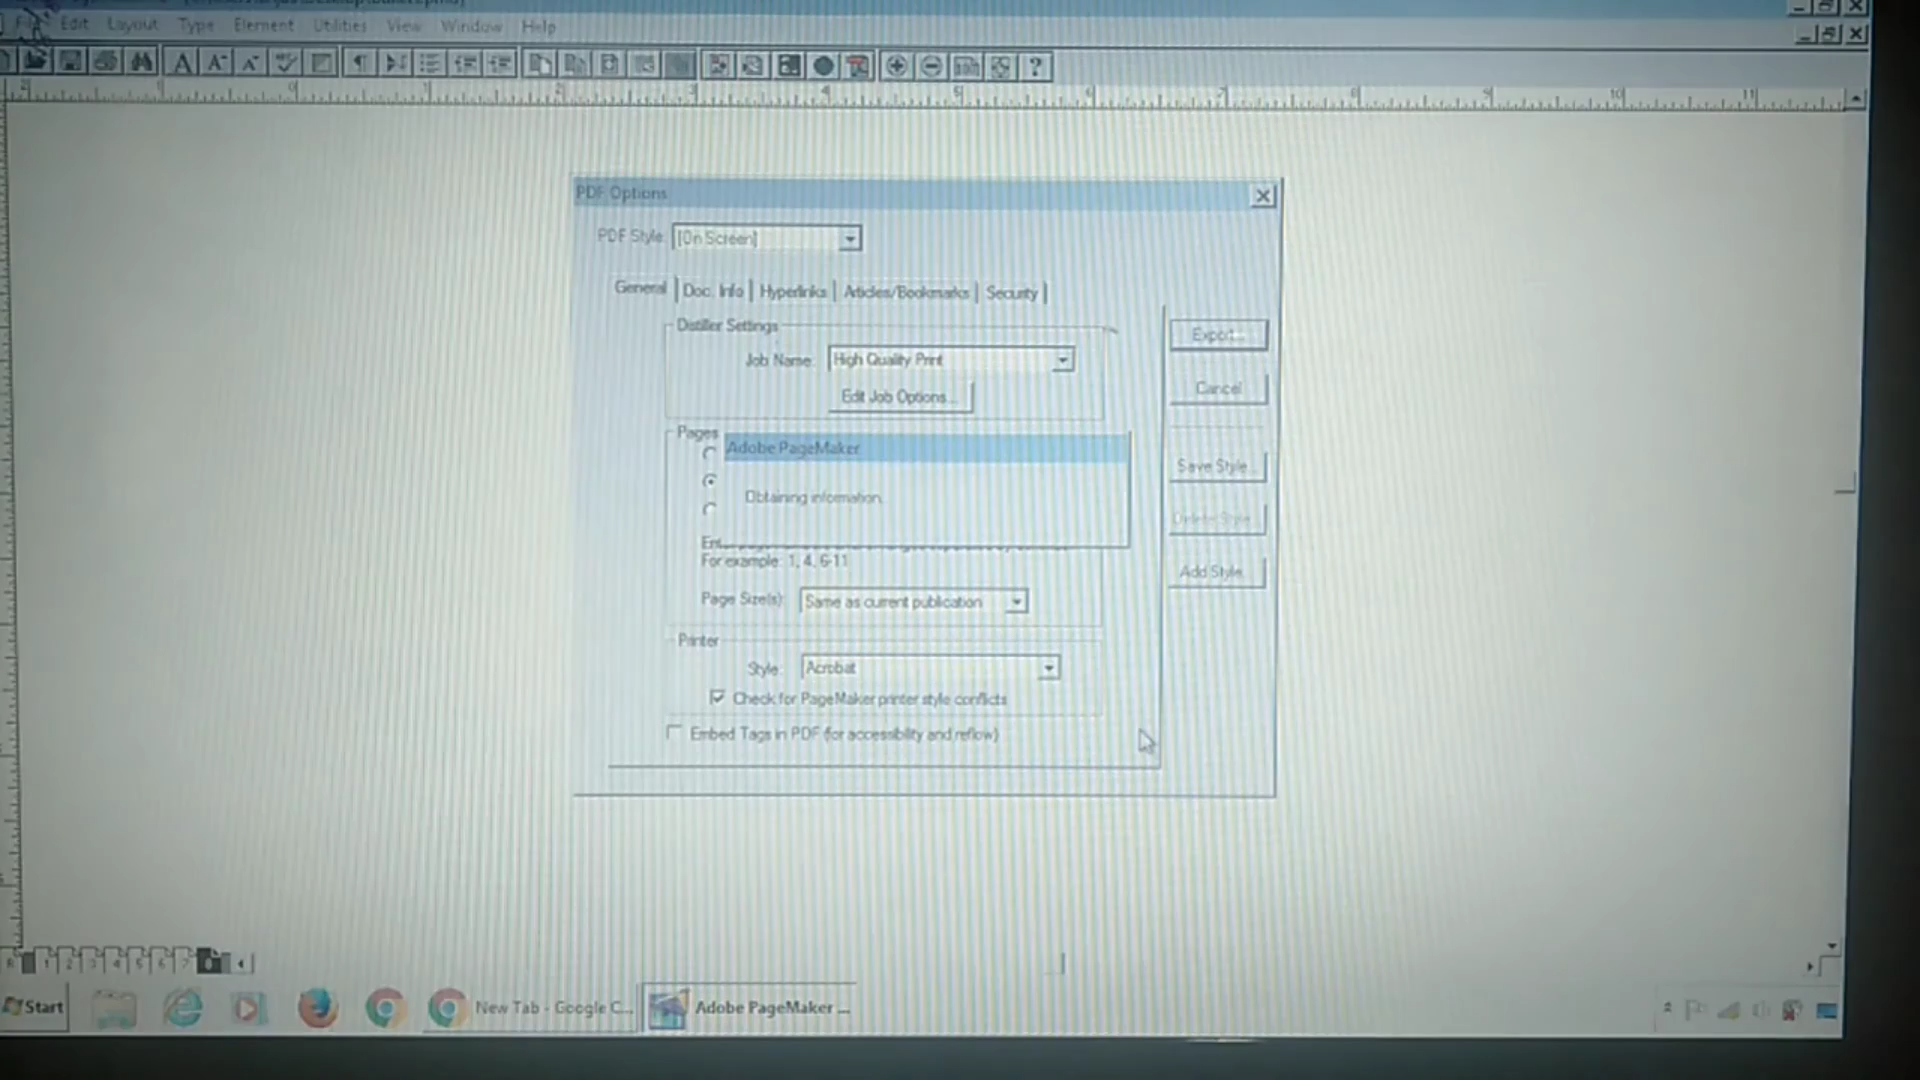 File Edit Layout Type Element Utilities View Window Help
PDF Options
PDF Style: [On Screen]
General Doc. Info Hyperlinks Articles/Bookmarks Security
Distiller Settings
Job Name: High Quality Print
Edit Job Options...
Export...
Cancel
Save Style...
Delete Style...
Add Style...
Pages
Adobe PageMaker
Obtaining information.
For example: 1, 4, 6-11
Page Size(s): Same as current publication
Printer
Style: Acrobat
Check for PageMaker printer style conflicts
Embed Tags in PDF (for accessibility and reflow)
Start
New Tab - Google C...
Adobe PageMaker ...